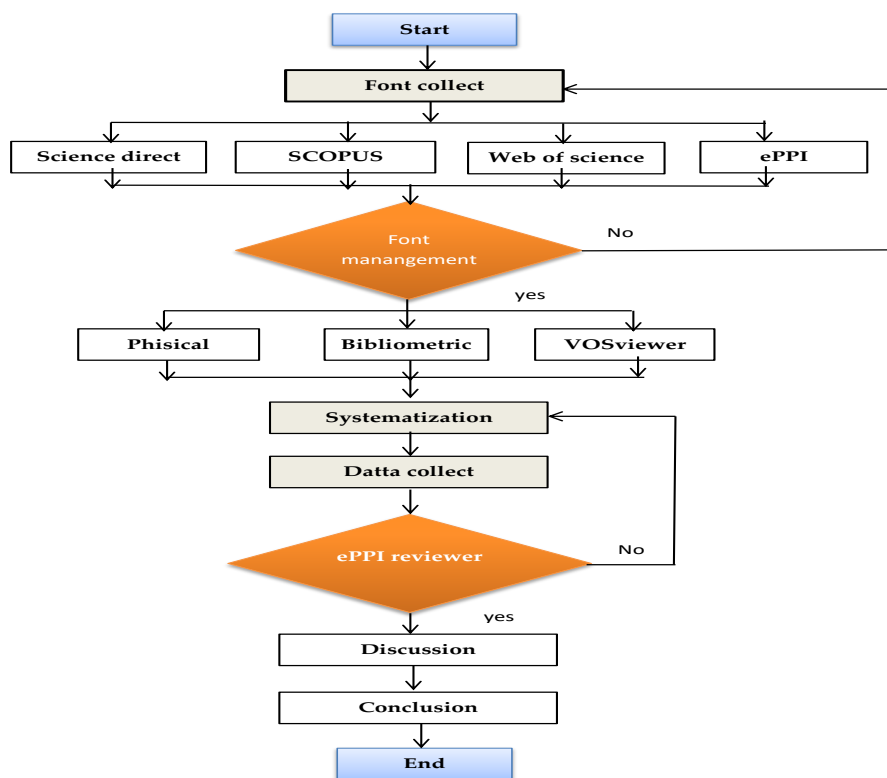 Start
Font collect
Science direct
SCOPUS
Web of science
ePPI
Font
manangement
No
yes
Phisical
Bibliometric
VOSviewer
Systematization
Datta collect
ePPI reviewer
No
yes
Discussion
Conclusion
End